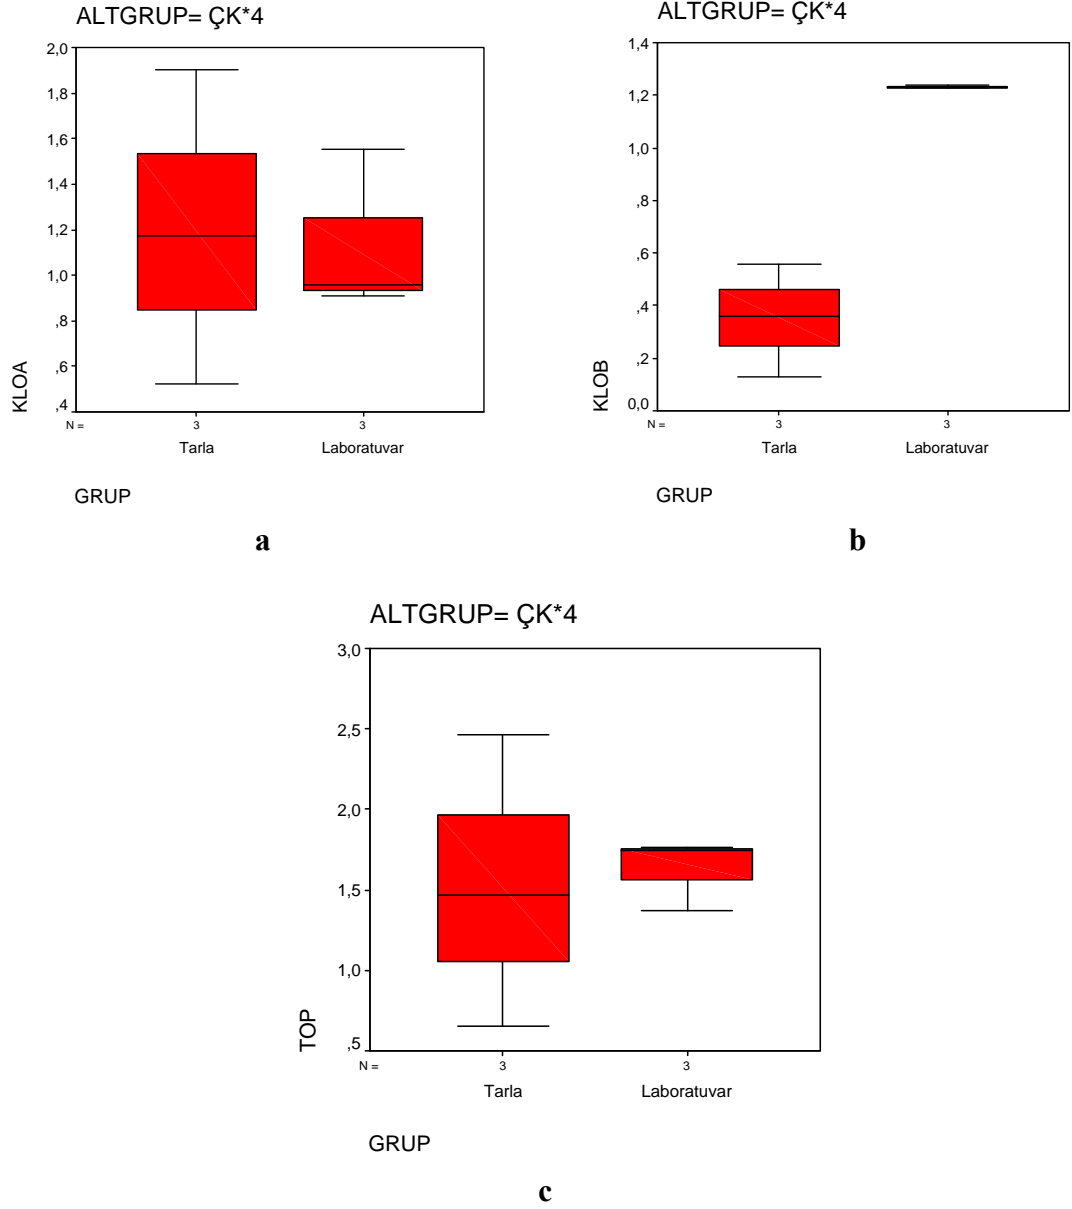 ALTGRUP= ÇK*4
2,0
1,8
1,6
1,4
1,2
1,0
,8
,6
,4
KLOA
N =
3
3
Tarla
Laboratuvar
GRUP
a
ALTGRUP= ÇK*4
1,4
1,2
1,0
,8
,6
,4
,2
0,0
KLOB
N =
3
3
Tarla
Laboratuvar
GRUP
b
ALTGRUP= ÇK*4
3,0
2,5
2,0
1,5
1,0
,5
TOP
N =
3
3
Tarla
Laboratuvar
GRUP
c